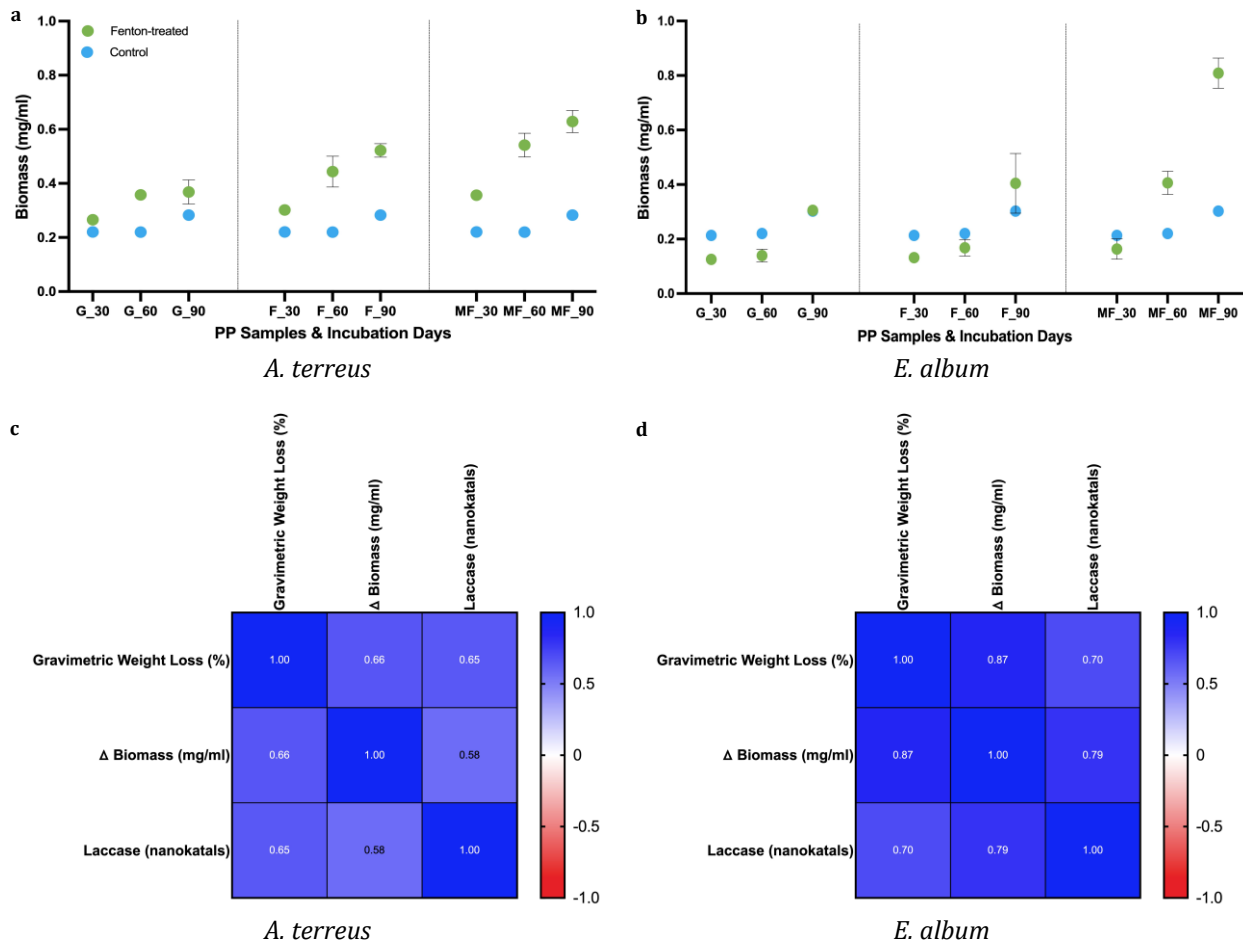 a
Fenton-treated
Control
Biomass (mg/ml)
1.0
0.8
0.6
0.4
0.2
0.0
G_30 G_60 G_90 F_30 F_60 F_90 MF_30 MF_60 MF_90
PP Samples & Incubation Days
A. terreus
b
Biomass (mg/ml)
1.0
0.8
0.6
0.4
0.2
0.0
G_30 G_60 G_90 F_30 F_60 F_90 MF_30 MF_60 MF_90
PP Samples & Incubation Days
E. album
c
Gravimetric Weight Loss (%)
Δ Biomass (mg/ml)
Laccase (nanokatals)
Gravimetric Weight Loss (%) 1.00 0.66 0.65
Δ Biomass (mg/ml) 0.66 1.00 0.58
Laccase (nanokatals) 0.65 0.58 1.00
1.0
0.5
0
-0.5
-1.0
A. terreus
d
Gravimetric Weight Loss (%)
Δ Biomass (mg/ml)
Laccase (nanokatals)
Gravimetric Weight Loss (%) 1.00 0.87 0.70
Δ Biomass (mg/ml) 0.87 1.00 0.79
Laccase (nanokatals) 0.70 0.79 1.00
1.0
0.5
0
-0.5
-1.0
E. album